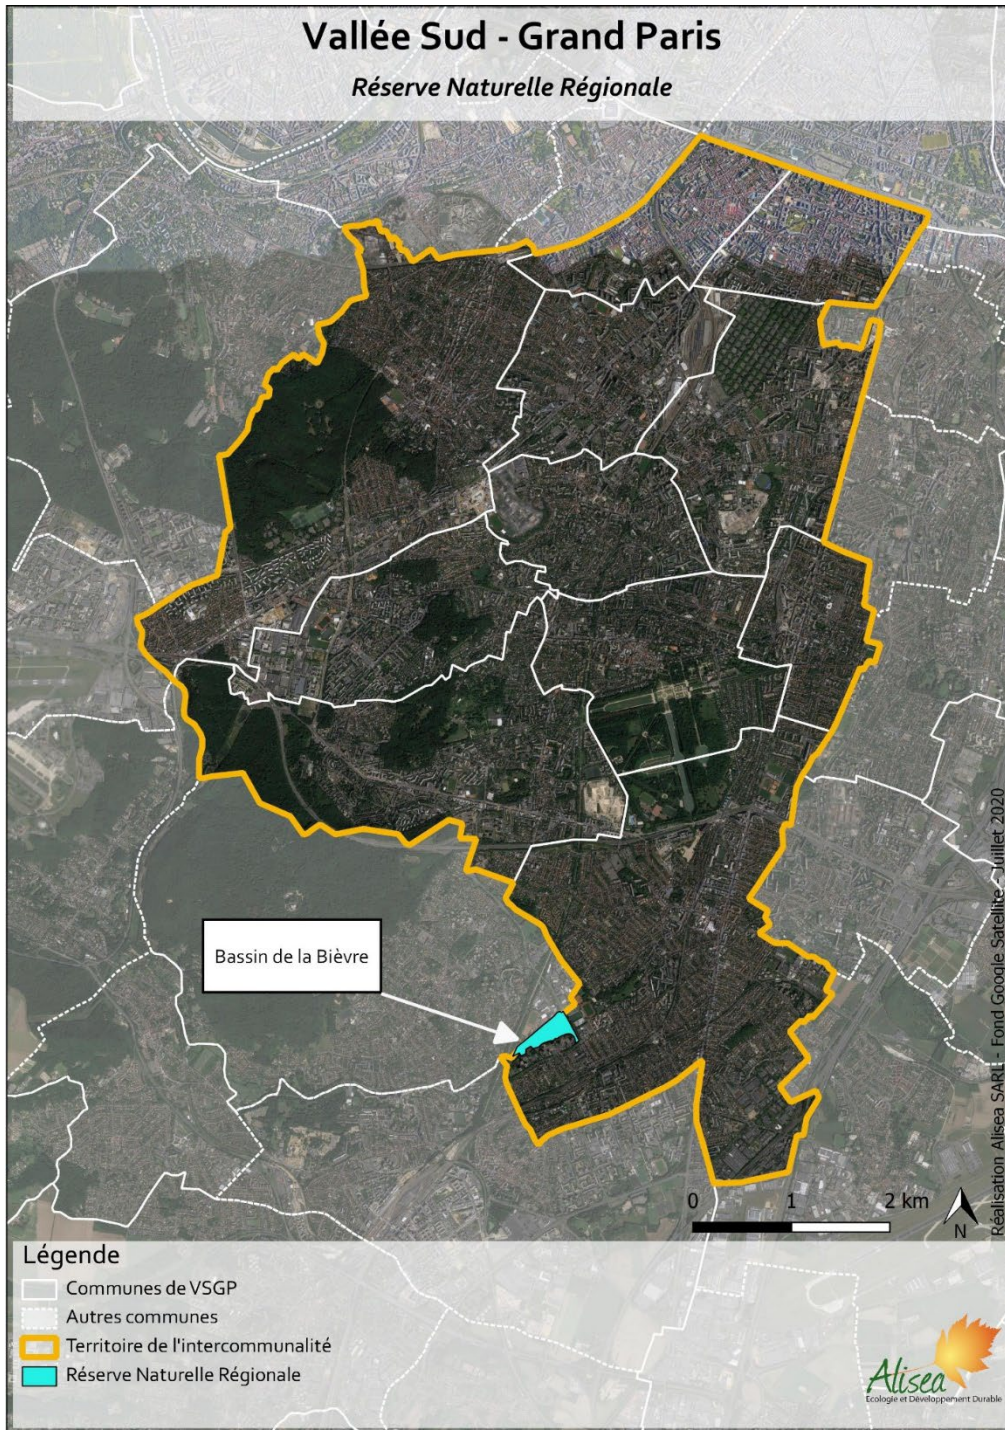 Vallée Sud - Grand Paris
Réserve Naturelle Régionale
Bassin de la Bièvre
Réalisation Alisea SARL - Fond Google Satellite - Juillet 2020
0 1 2 km
N
Légende
Communes de VSGP
Autres communes
Territoire de l'intercommunalité
Réserve Naturelle Régionale
Alisea
Ecologie et Développement Durable